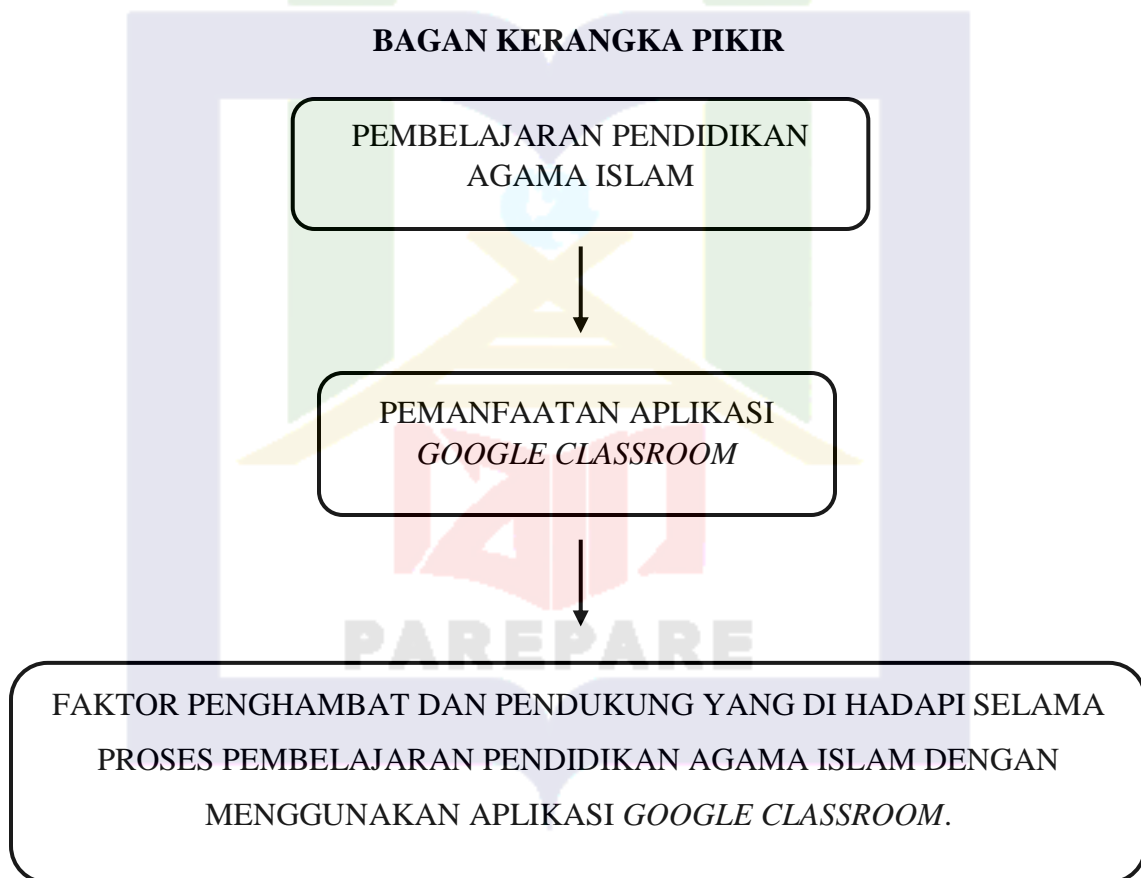 BAGAN KERANGKA PIKIR
PEMBELAJARAN PENDIDIKAN
AGAMA ISLAM
PEMANFAATAN APLIKASI
GOOGLE CLASSROOM
PAREPARE
FAKTOR PENGHAMBAT DAN PENDUKUNG YANG DI HADAPI SELAMA
PROSES PEMBELAJARAN PENDIDIKAN AGAMA ISLAM DENGAN
MENGGUNAKAN APLIKASI GOOGLE CLASSROOM.